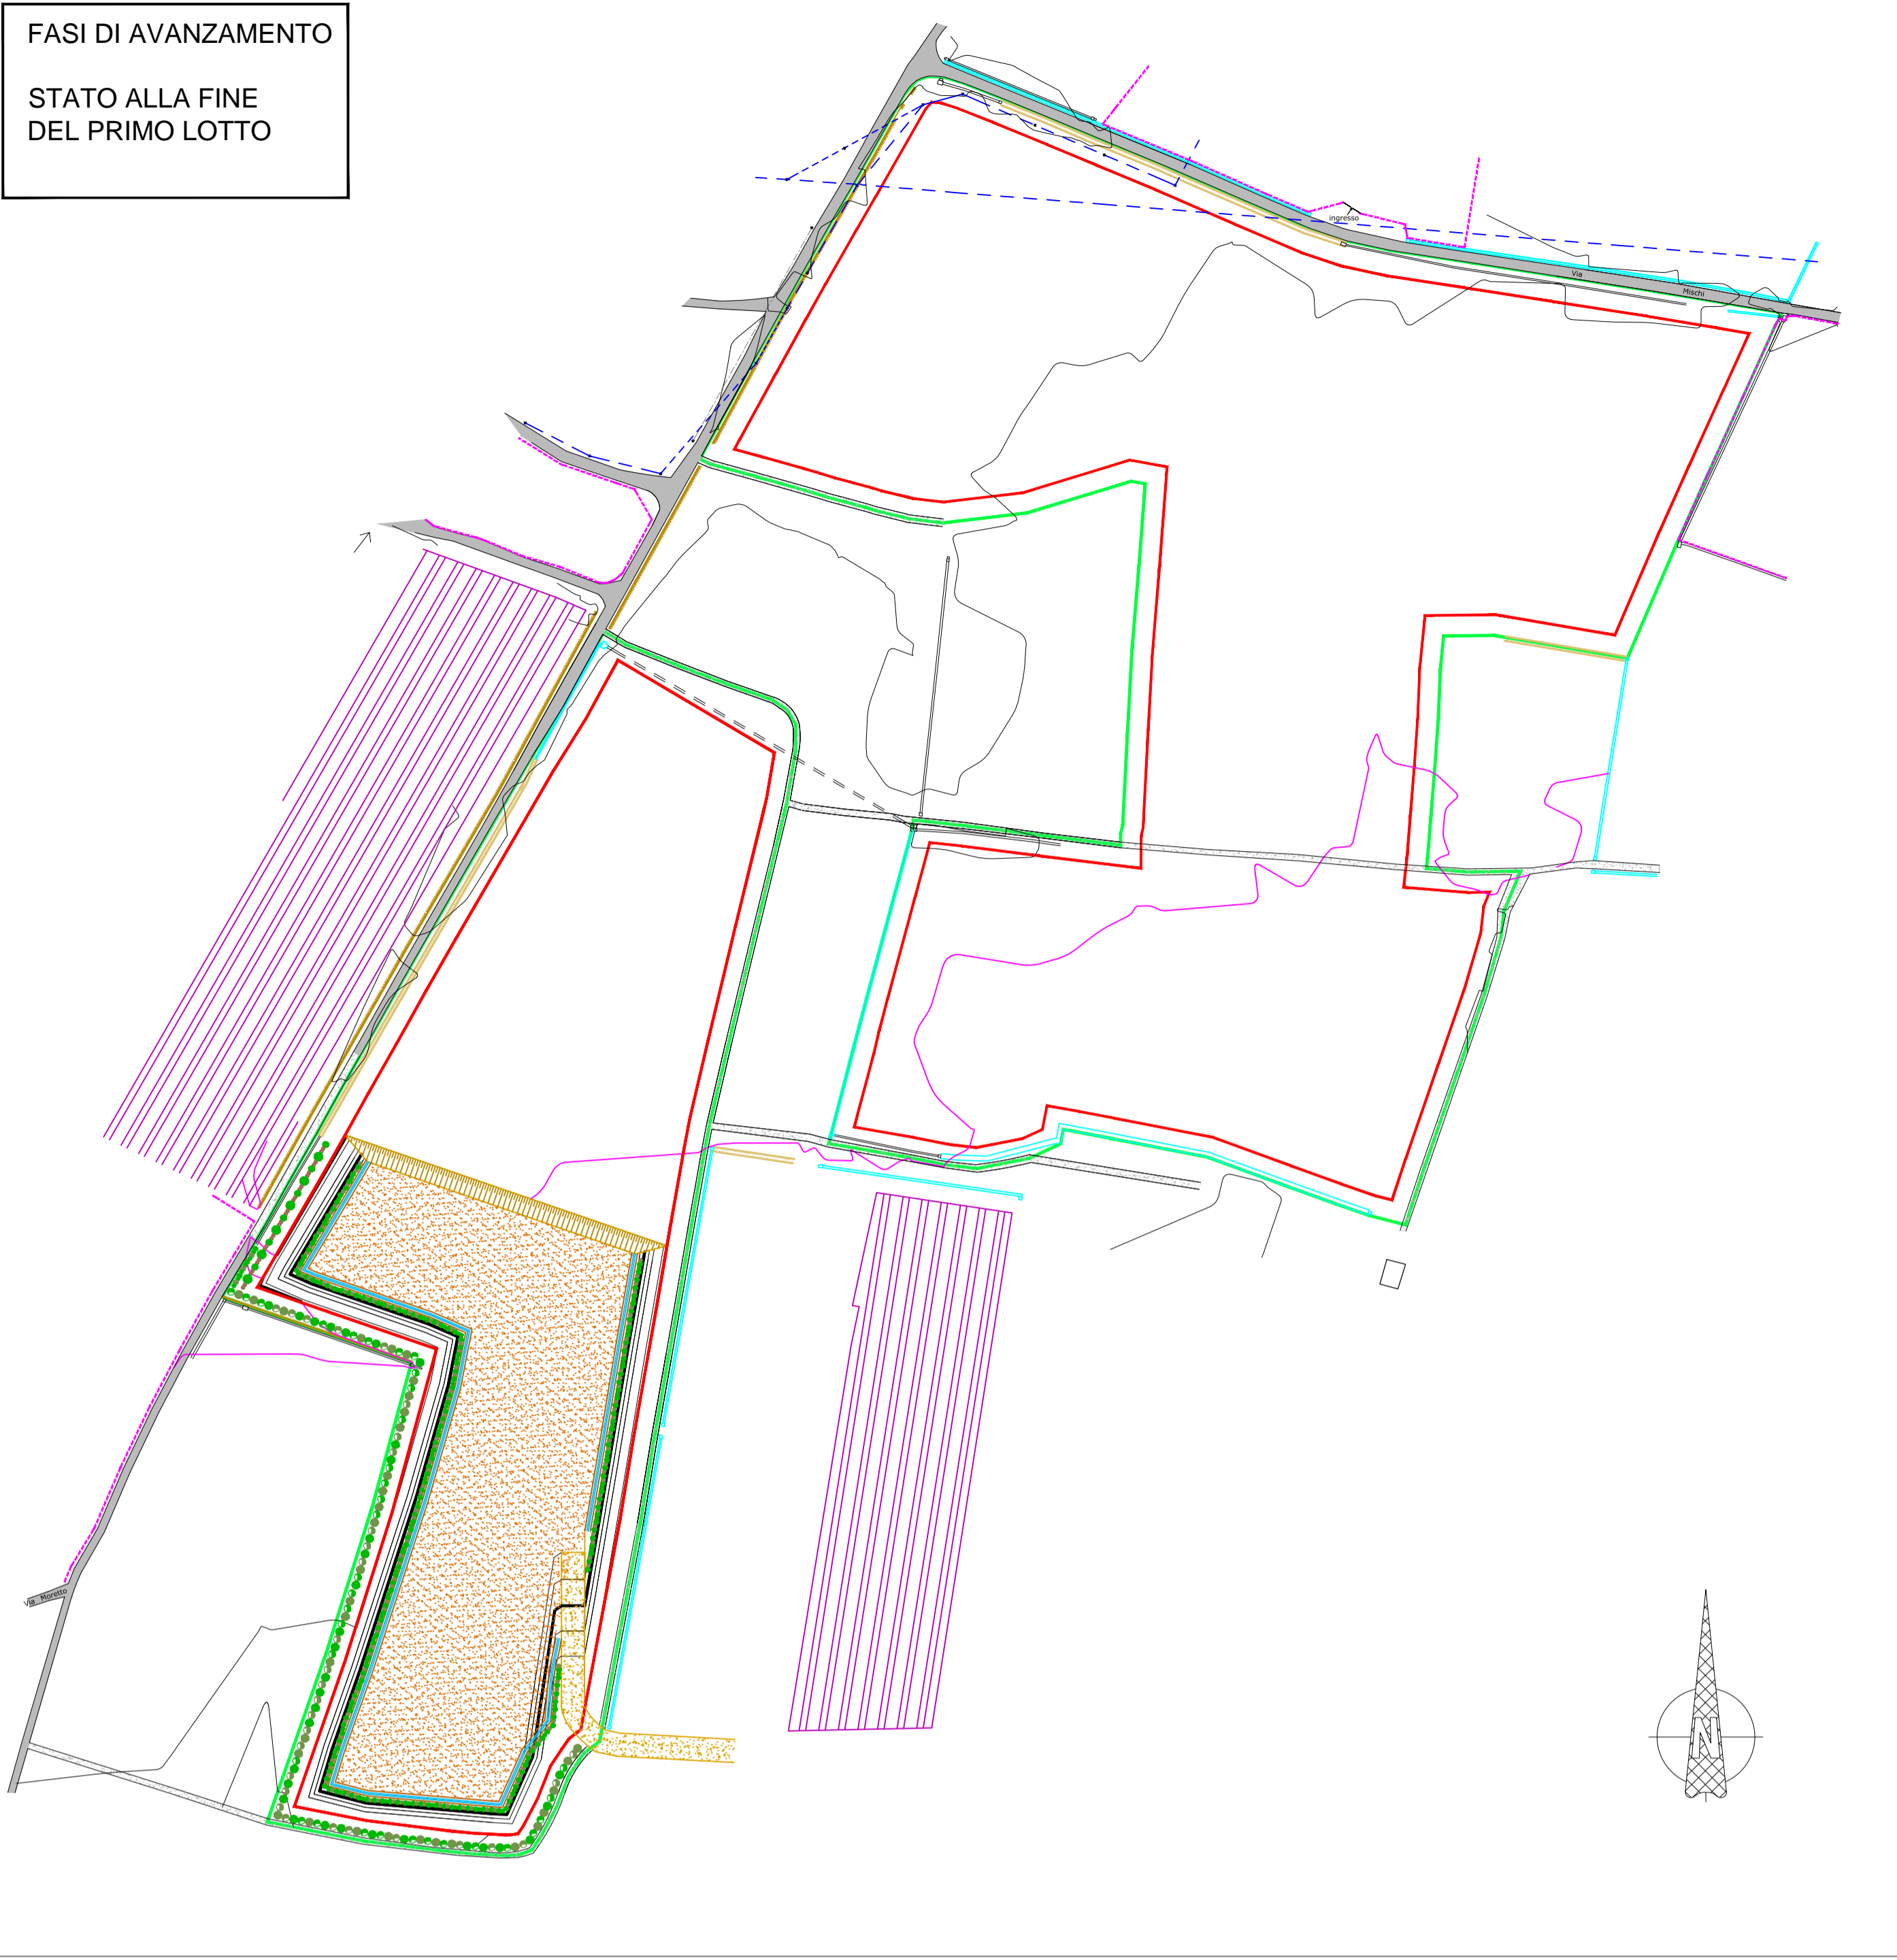 FASI DI AVANZAMENTO
STATO ALLA FINE
DEL PRIMO LOTTO
ingresso
Via
Mischi
Via Moretto
N